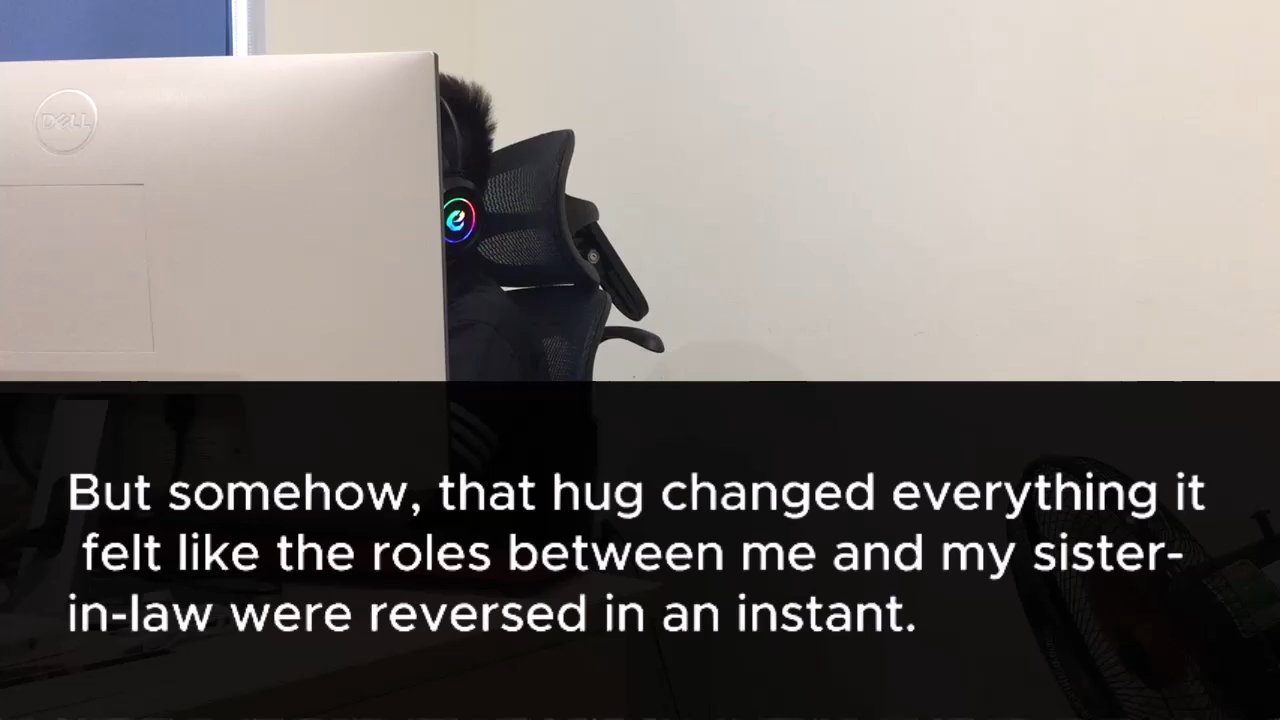 DELL
But somehow, that hug changed everything it
felt like the roles between me and my sister-
in-law were reversed in an instant.